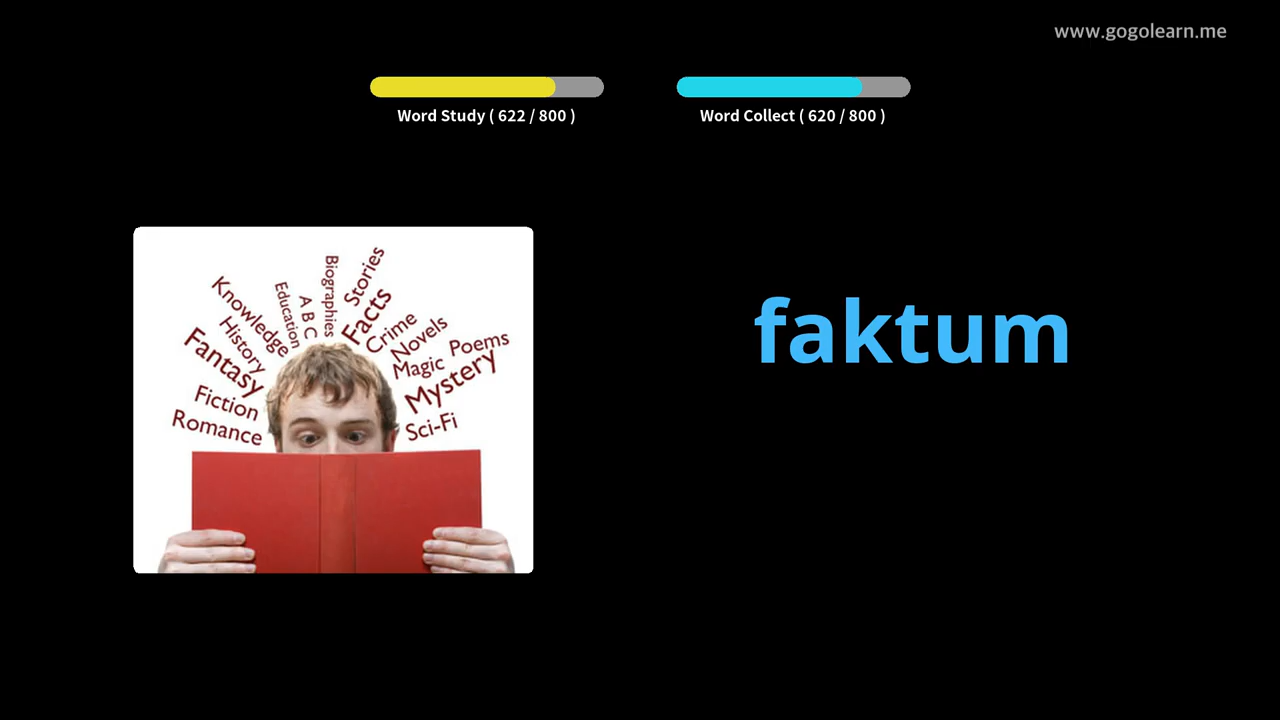 www.gogolearn.me
Word Study ( 622 / 800 )
Word Collect ( 620 / 800 )
faktum
Romance
Fiction
Fantasy
History
Knowledge
Education
A B C
Biographies
Stories
Facts
Crime
Novels
Magic
Poems
Mystery
Sci-Fi